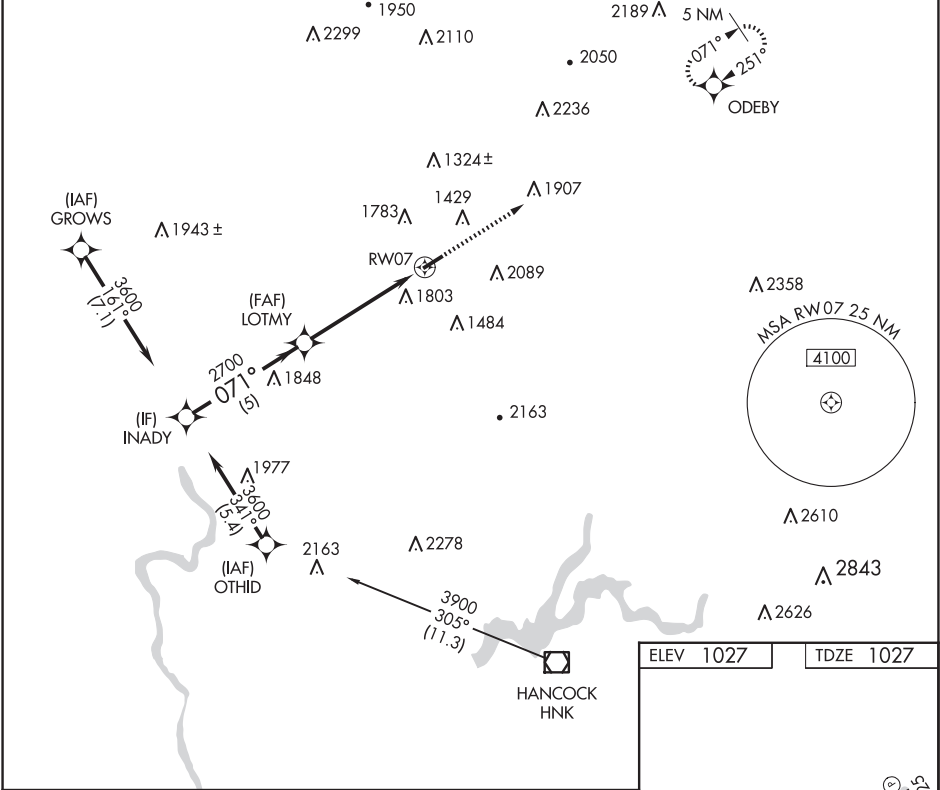 1950
2299
2110
2189
5 NM
071°
251°
ODEBY
2050
2236
1324±
1907
(IAF)
GROWS
1943±
1783
1429
RW07
2089
1803
1484
3600
161°
(7.1)
(FAF)
LOTMY
2700
071°
(5)
1848
(IF)
INADY
2358
MSA RW07 25 NM
4100
2163
1977
3600
341°
(5.4)
(IAF)
OTHID
2163
2278
2610
2843
2626
3900
305°
(11.3)
HANCOCK
HNK
ELEV 1027
TDZE 1027
P
25